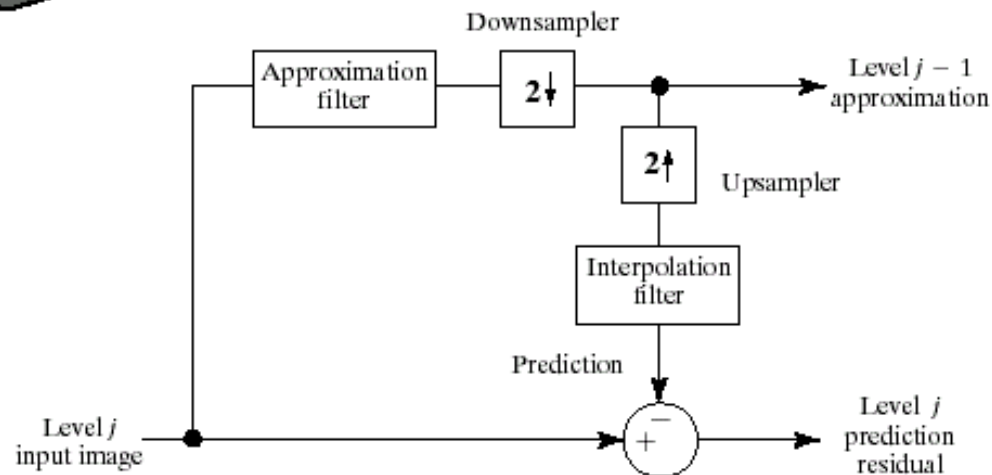 Downsampler
Approximation
filter
2↓
Level j − 1
approximation
2↑
Upsampler
Interpolation
filter
Prediction
−
+
Level j
input image
Level j
prediction
residual